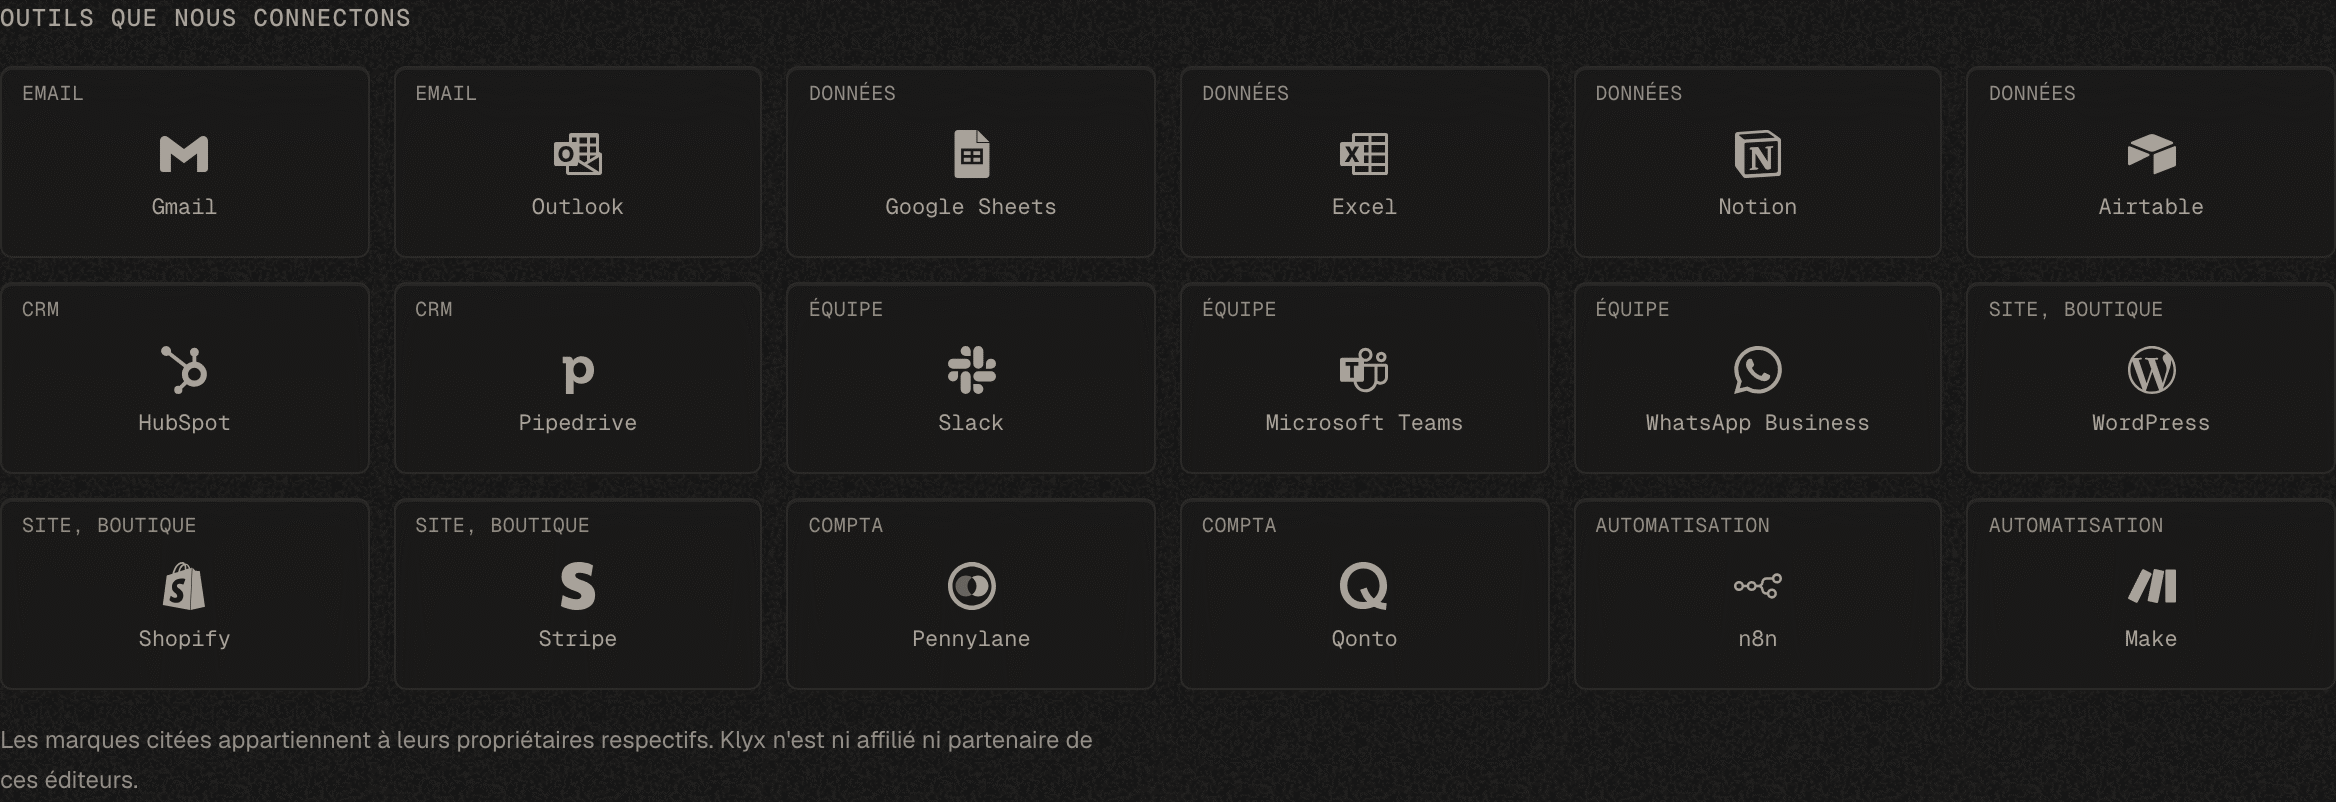 OUTILS QUE NOUS CONNECTONS
EMAIL
Gmail
EMAIL
Outlook
DONNÉES
Google Sheets
DONNÉES
Excel
DONNÉES
Notion
DONNÉES
Airtable
CRM
HubSpot
CRM
Pipedrive
ÉQUIPE
Slack
ÉQUIPE
Microsoft Teams
ÉQUIPE
WhatsApp Business
SITE, BOUTIQUE
WordPress
SITE, BOUTIQUE
Shopify
SITE, BOUTIQUE
Stripe
COMPTA
Pennylane
COMPTA
Qonto
AUTOMATISATION
n8n
AUTOMATISATION
Make
Les marques citées appartiennent à leurs propriétaires respectifs. Klyx n'est ni affilié ni partenaire de
ces éditeurs.